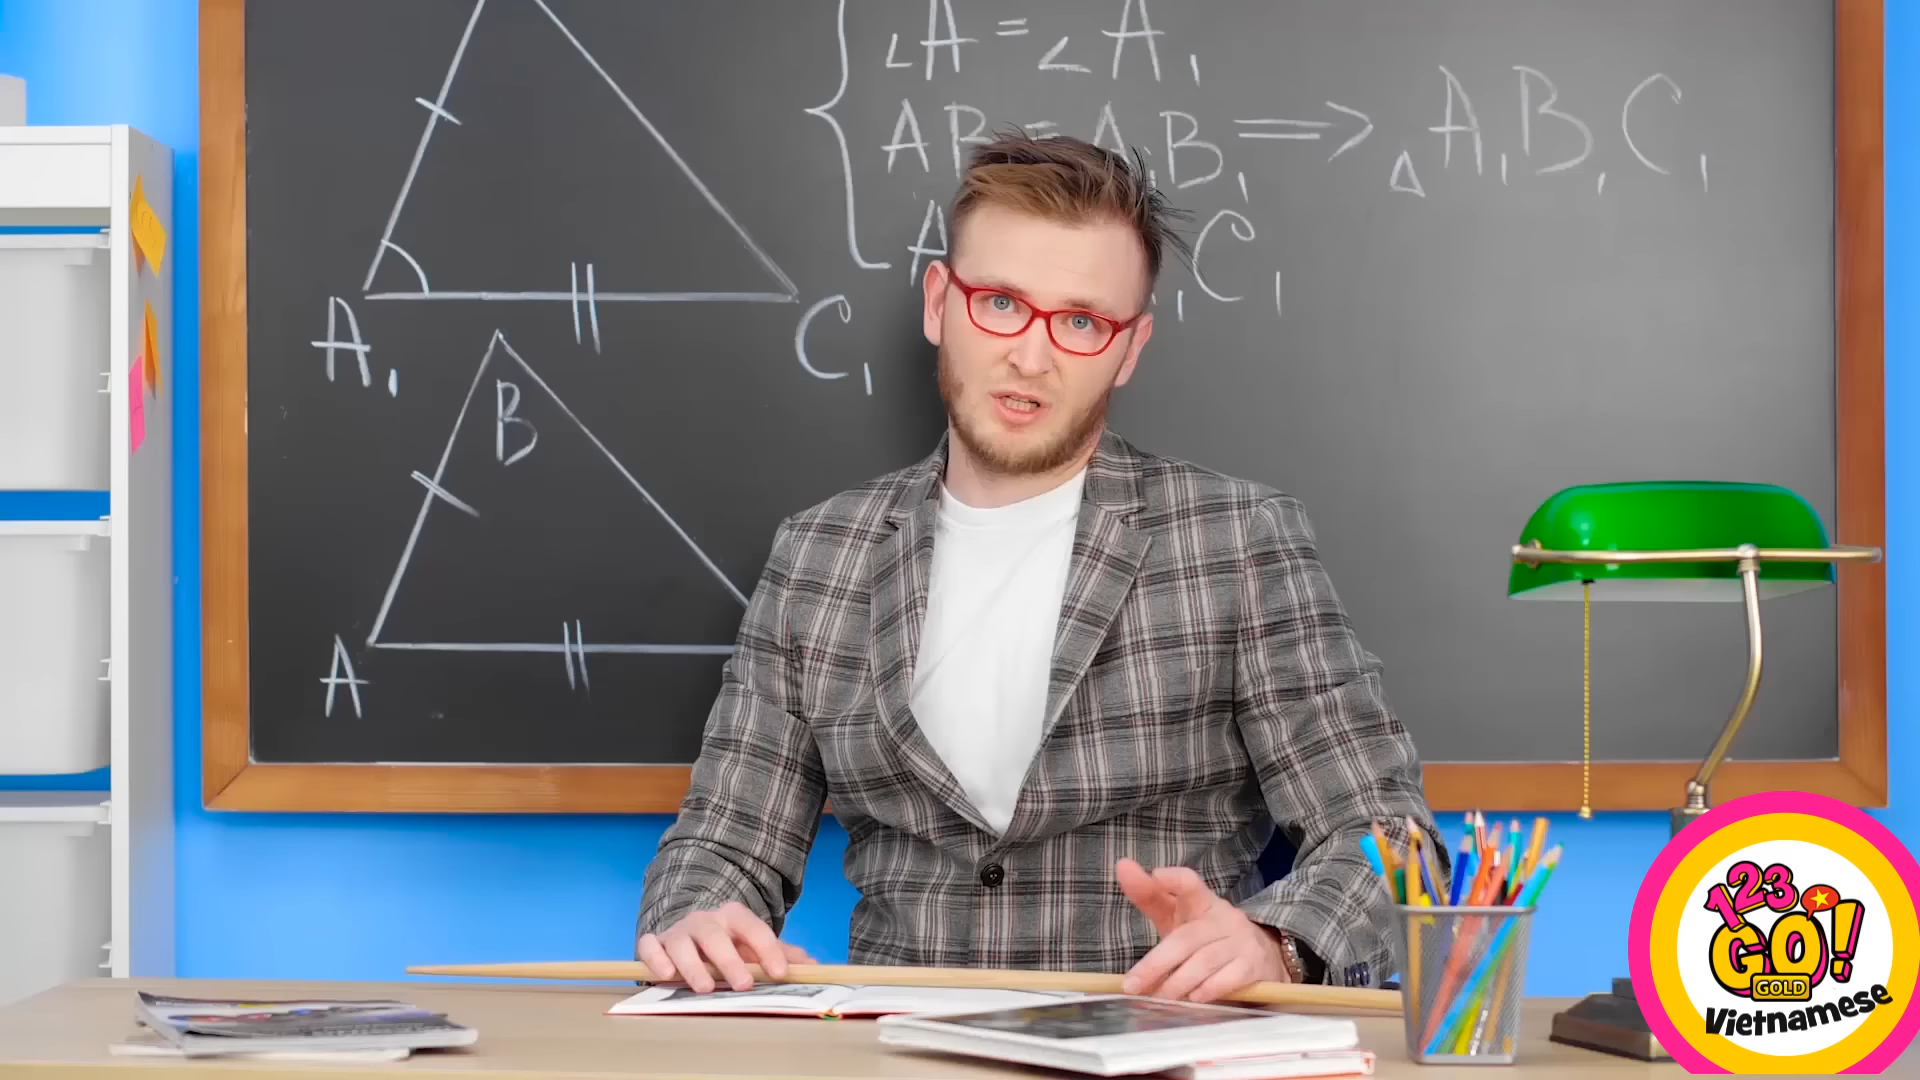 ∠A = ∠A₁
AB = A₁B₁ ⟹ △A₁B₁C₁
C₁
A₁
C₁
B
A
123
GO!
GOLD
Vietnamese